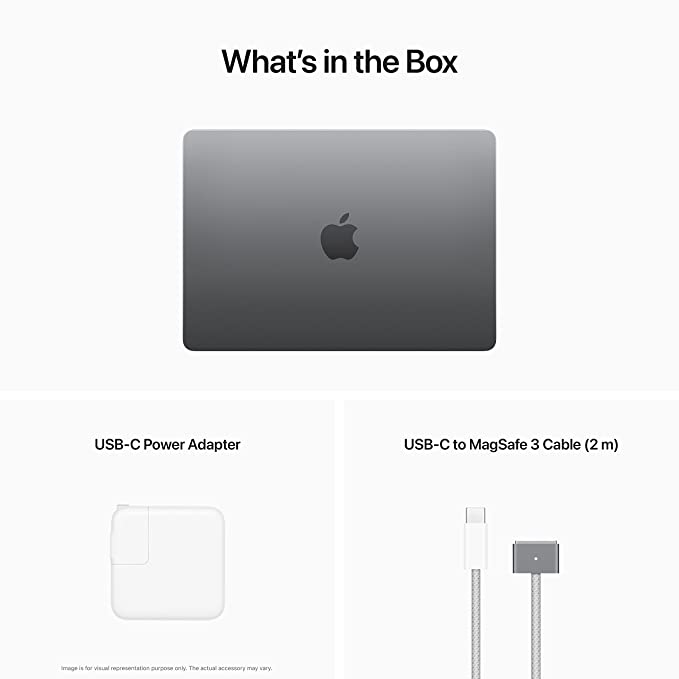 What's in the Box
USB-C Power Adapter
USB-C to MagSafe 3 Cable (2 m)
Image is for visual representation purpose only. The actual accessory may vary.